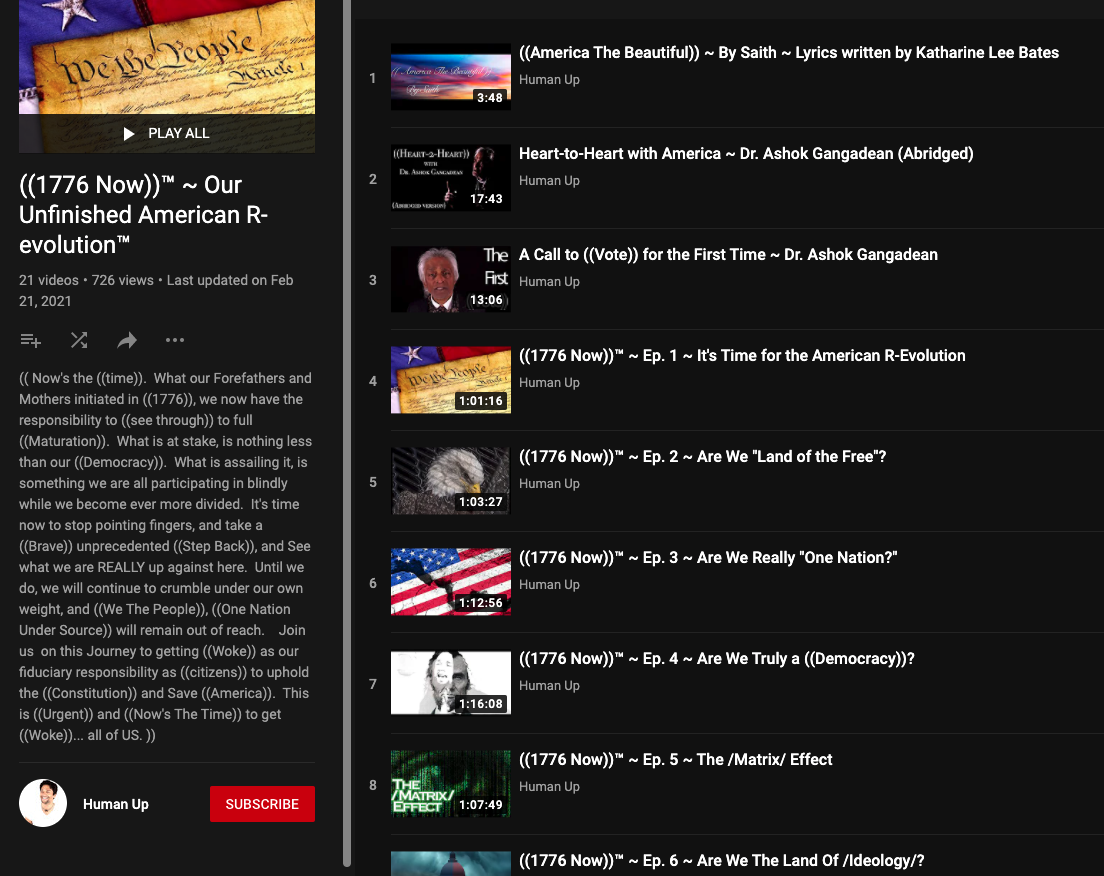 We the People
Article 1
PLAY ALL
((1776 Now))™ ~ Our
Unfinished American R-
evolution™
21 videos • 726 views • Last updated on Feb
21, 2021
(( Now's the ((time)).  What our Forefathers and
Mothers initiated in ((1776)), we now have the
responsibility to ((see through)) to full
((Maturation)).  What is at stake, is nothing less
than our ((Democracy)).  What is assailing it, is
something we are all participating in blindly
while we become ever more divided.  It's time
now to stop pointing fingers, and take a
((Brave)) unprecedented ((Step Back)), and See
what we are REALLY up against here.  Until we
do, we will continue to crumble under our own
weight, and ((We The People)), ((One Nation
Under Source)) will remain out of reach.    Join
us  on this Journey to getting ((Woke)) as our
fiduciary responsibility as ((citizens)) to uphold
the ((Constitution)) and Save ((America)).  This
is ((Urgent)) and ((Now's The Time)) to get
((Woke))... all of US. ))
Human Up
SUBSCRIBE
1
((America The Beautiful))
By Saith
3:48
((America The Beautiful)) ~ By Saith ~ Lyrics written by Katharine Lee Bates
Human Up
2
((Heart-2-Heart))
with
Dr. Ashok Gangadean
(Abridged version)
17:43
Heart-to-Heart with America ~ Dr. Ashok Gangadean (Abridged)
Human Up
3
The
First
13:06
A Call to ((Vote)) for the First Time ~ Dr. Ashok Gangadean
Human Up
4
We the People
Article 1
1:01:16
((1776 Now))™ ~ Ep. 1 ~ It's Time for the American R-Evolution
Human Up
5
1:03:27
((1776 Now))™ ~ Ep. 2 ~ Are We "Land of the Free"?
Human Up
6
1:12:56
((1776 Now))™ ~ Ep. 3 ~ Are We Really "One Nation?"
Human Up
7
1:16:08
((1776 Now))™ ~ Ep. 4 ~ Are We Truly a ((Democracy))?
Human Up
8
THE
/MATRIX/
EFFECT
1:07:49
((1776 Now))™ ~ Ep. 5 ~ The /Matrix/ Effect
Human Up
((1776 Now))™ ~ Ep. 6 ~ Are We The Land Of /Ideology/?